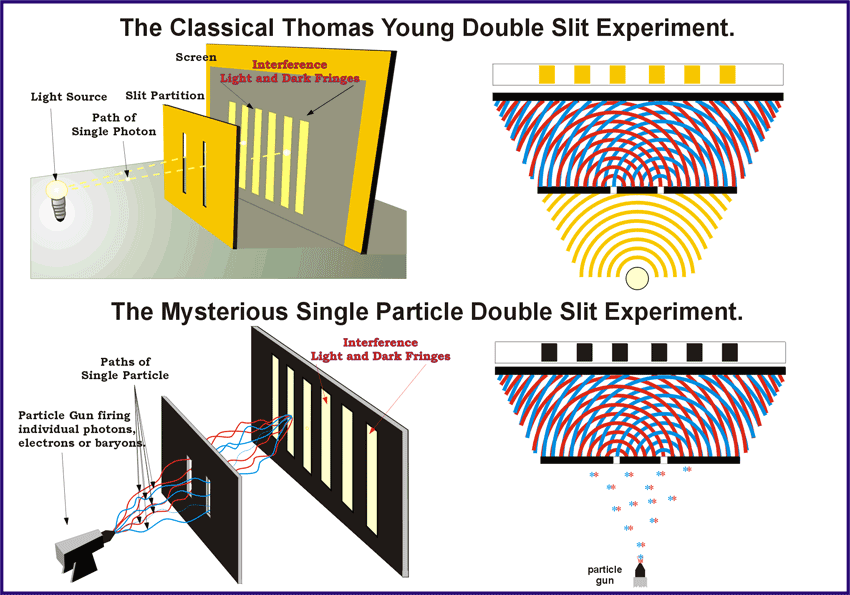 The Classical Thomas Young Double Slit Experiment.
Screen
Interference
Light and Dark Fringes
Light Source
Slit Partition
Path of
Single Photon
The Mysterious Single Particle Double Slit Experiment.
Interference
Light and Dark Fringes
Paths of
Single Particle
Particle Gun firing
individual photons,
electrons or baryons.
particle
gun